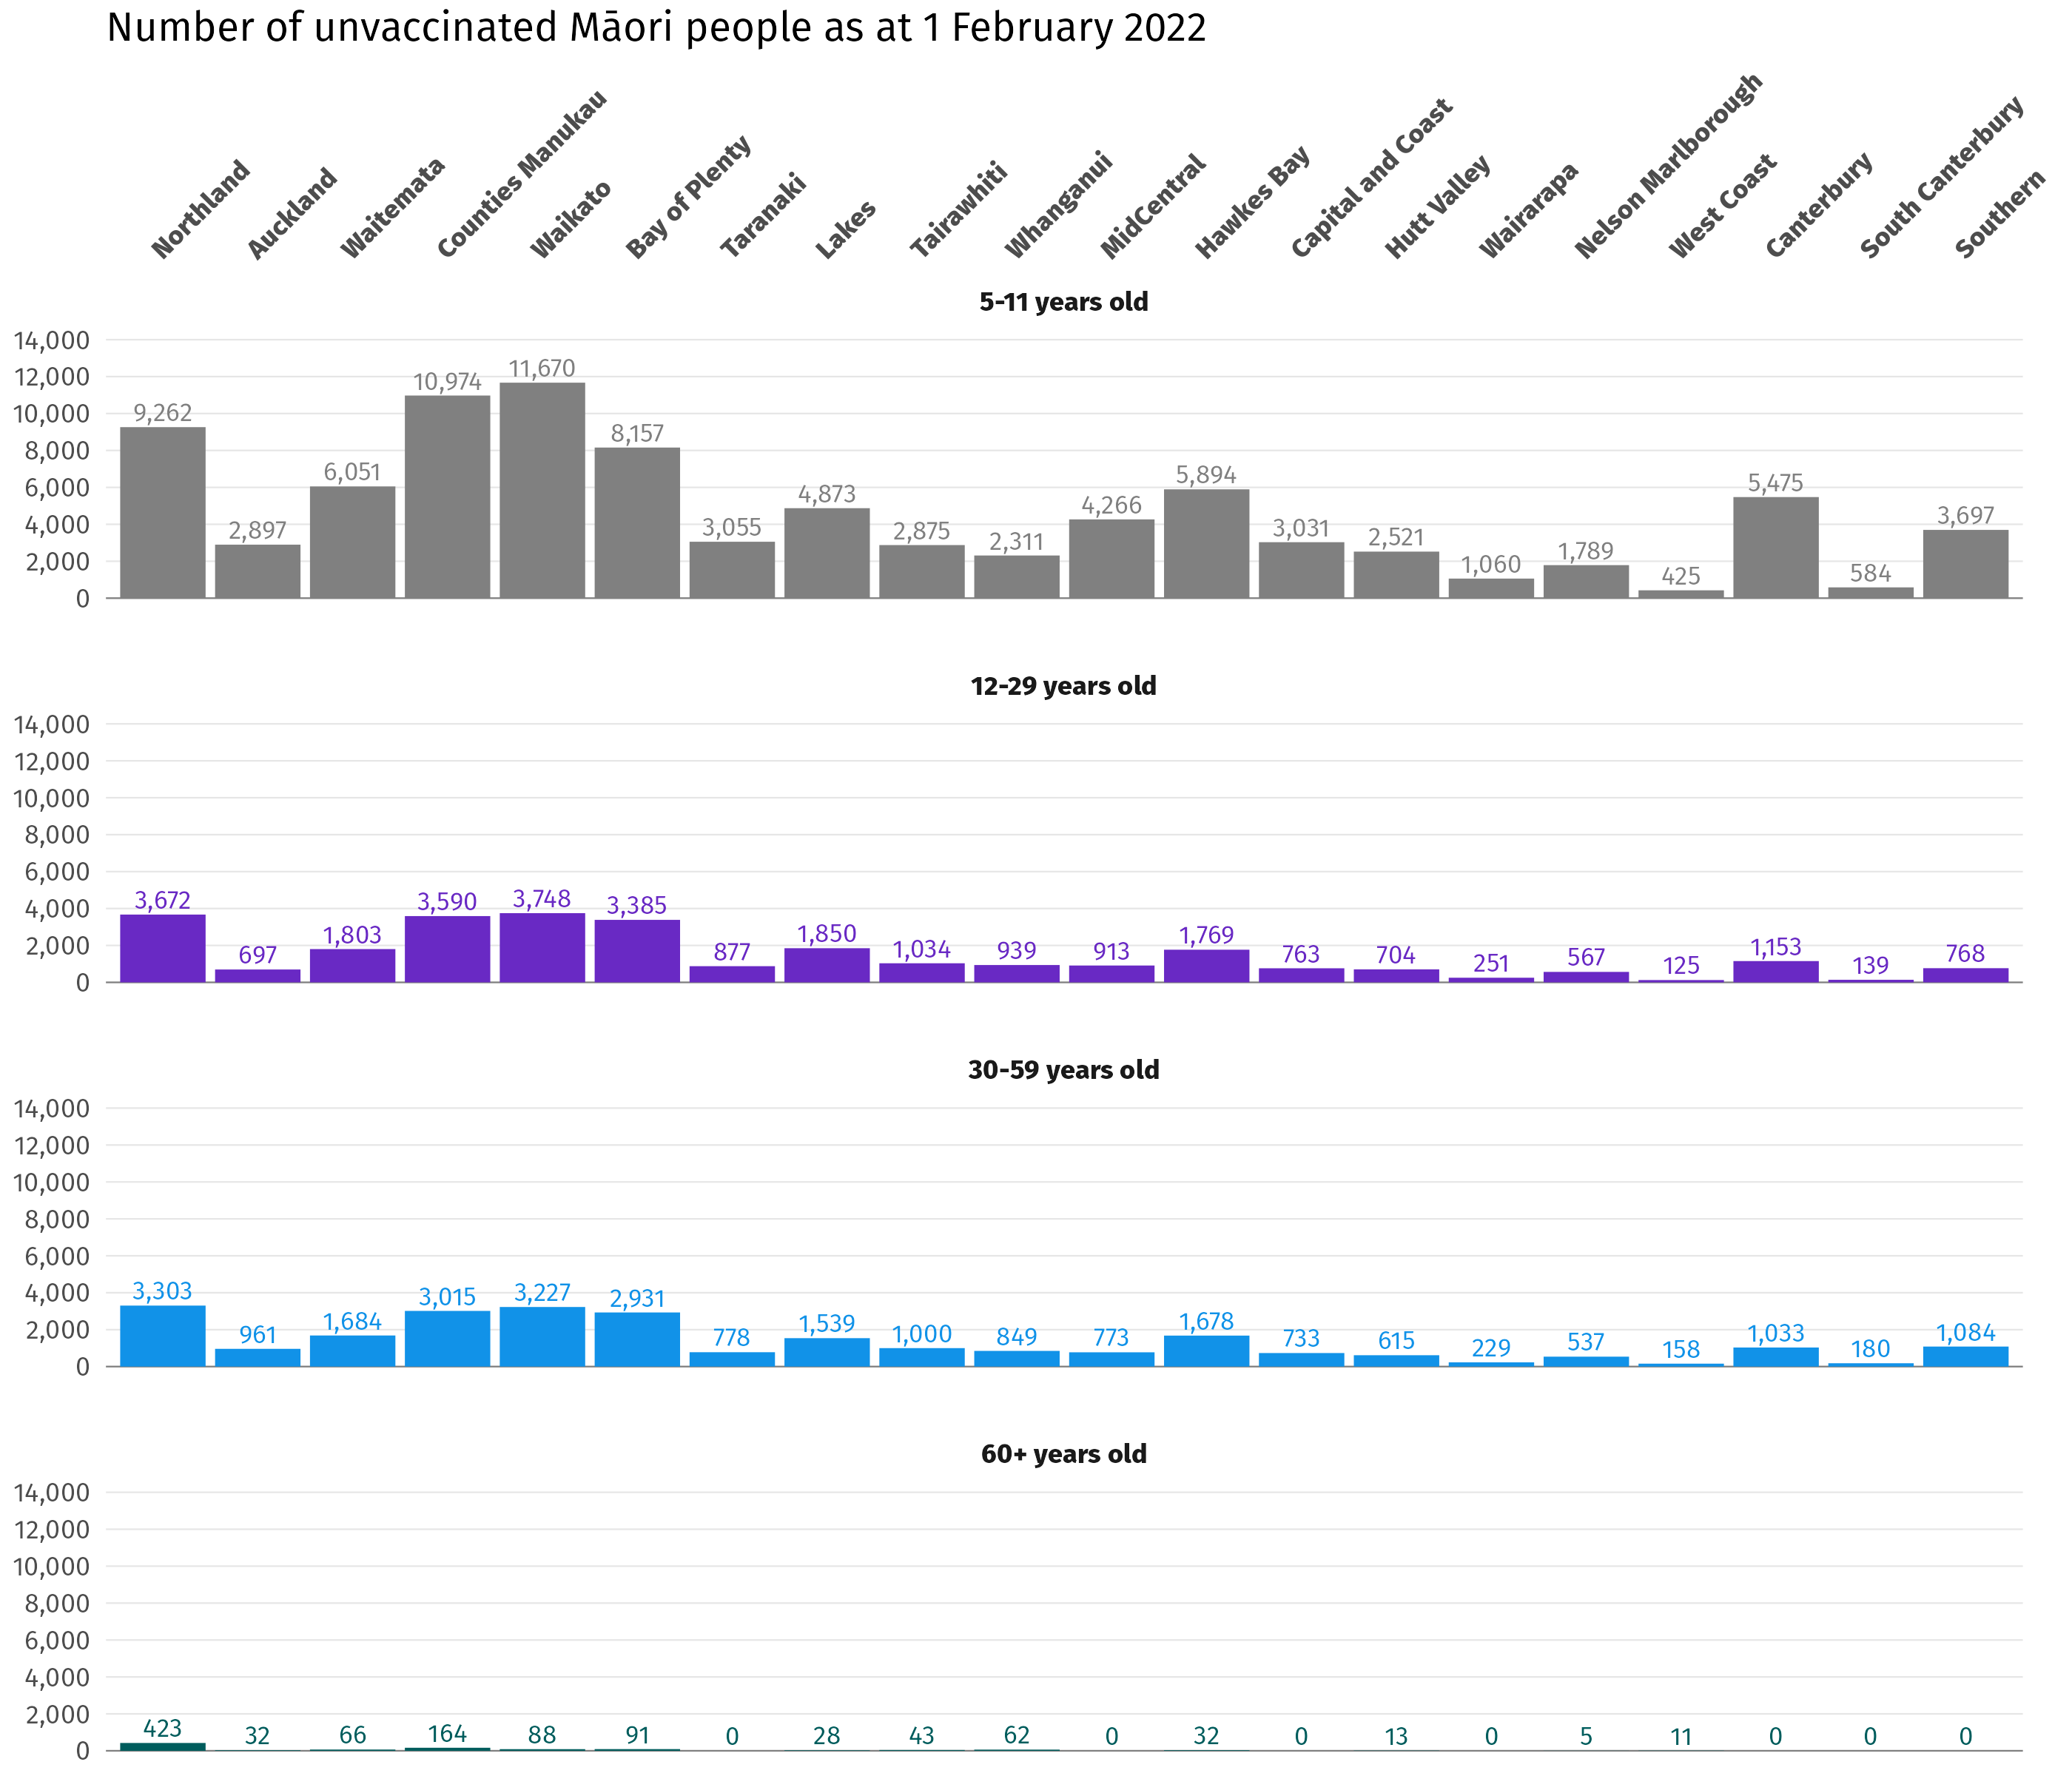 Number of unvaccinated Māori people as at 1 February 2022
Northland
Auckland
Waitemata
Counties Manukau
Waikato
Bay of Plenty
Taranaki
Lakes
Tairawhiti
Whanganui
MidCentral
Hawkes Bay
Capital and Coast
Hutt Valley
Wairarapa
Nelson Marlborough
West Coast
Canterbury
South Canterbury
Southern
5-11 years old
14,000
12,000
10,000
8,000
6,000
4,000
2,000
0
9,262 2,897 6,051 10,974 11,670 8,157 3,055 4,873 2,875 2,311 4,266 5,894 3,031 2,521 1,060 1,789 425 5,475 584 3,697
12-29 years old
14,000
12,000
10,000
8,000
6,000
4,000
2,000
0
3,672 697 1,803 3,590 3,748 3,385 877 1,850 1,034 939 913 1,769 763 704 251 567 125 1,153 139 768
30-59 years old
14,000
12,000
10,000
8,000
6,000
4,000
2,000
0
3,303 961 1,684 3,015 3,227 2,931 778 1,539 1,000 849 773 1,678 733 615 229 537 158 1,033 180 1,084
60+ years old
14,000
12,000
10,000
8,000
6,000
4,000
2,000
0
423 32 66 164 88 91 0 28 43 62 0 32 0 13 0 5 11 0 0 0